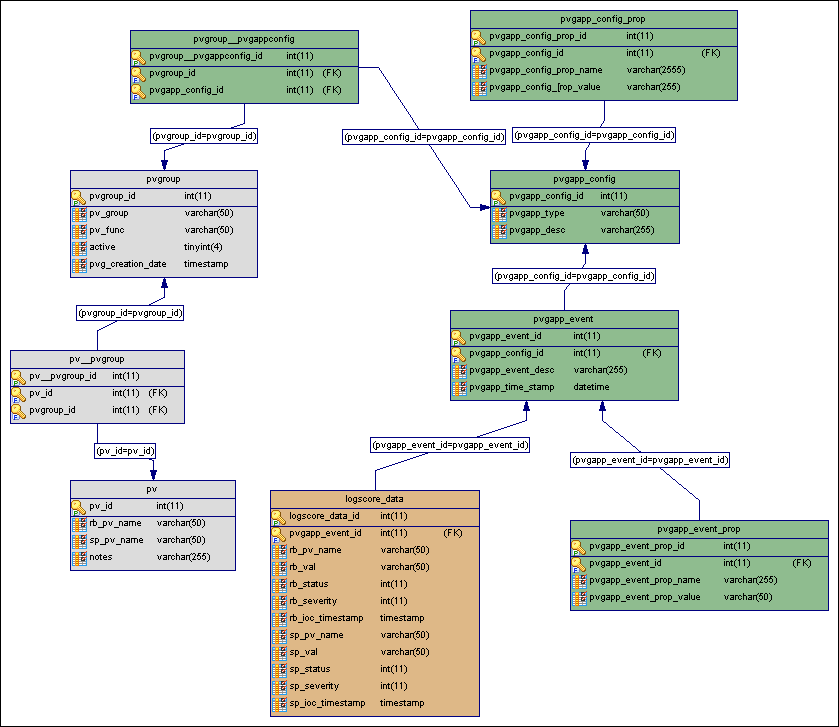 pvgroup__pvgappconfig
pvgroup__pvgappconfig_id int(11)
pvgroup_id int(11) (FK)
pvgapp_config_id int(11) (FK)
pvgapp_config_prop
pvgapp_config_prop_id int(11)
pvgapp_config_id int(11) (FK)
pvgapp_config_prop_name varchar(2555)
pvgapp_config_[rop_value varchar(255)
(pvgroup_id=pvgroup_id)
(pvgapp_config_id=pvgapp_config_id)
(pvgapp_config_id=pvgapp_config_id)
pvgroup
pvgroup_id int(11)
pv_group varchar(50)
pv_func varchar(50)
active tinyint(4)
pvg_creation_date timestamp
pvgapp_config
pvgapp_config_id int(11)
pvgapp_type varchar(50)
pvgapp_desc varchar(255)
(pvgapp_config_id=pvgapp_config_id)
(pvgroup_id=pvgroup_id)
pvgapp_event
pvgapp_event_id int(11)
pvgapp_config_id int(11) (FK)
pvgapp_event_desc varchar(255)
pvgapp_time_stamp datetime
pv__pvgroup
pv__pvgroup_id int(11)
pv_id int(11) (FK)
pvgroup_id int(11) (FK)
(pv_id=pv_id)
(pvgapp_event_id=pvgapp_event_id)
(pvgapp_event_id=pvgapp_event_id)
pv
pv_id int(11)
rb_pv_name varchar(50)
sp_pv_name varchar(50)
notes varchar(255)
logscore_data
logscore_data_id int(11)
pvgapp_event_id int(11) (FK)
rb_pv_name varchar(50)
rb_val varchar(50)
rb_status int(11)
rb_severity int(11)
rb_ioc_timestamp timestamp
sp_pv_name varchar(50)
sp_val varchar(50)
sp_status int(11)
sp_severity int(11)
sp_ioc_timestamp timestamp
pvgapp_event_prop
pvgapp_event_prop_id int(11)
pvgapp_event_id int(11) (FK)
pvgapp_event_prop_name varchar(255)
pvgapp_event_prop_value varchar(50)